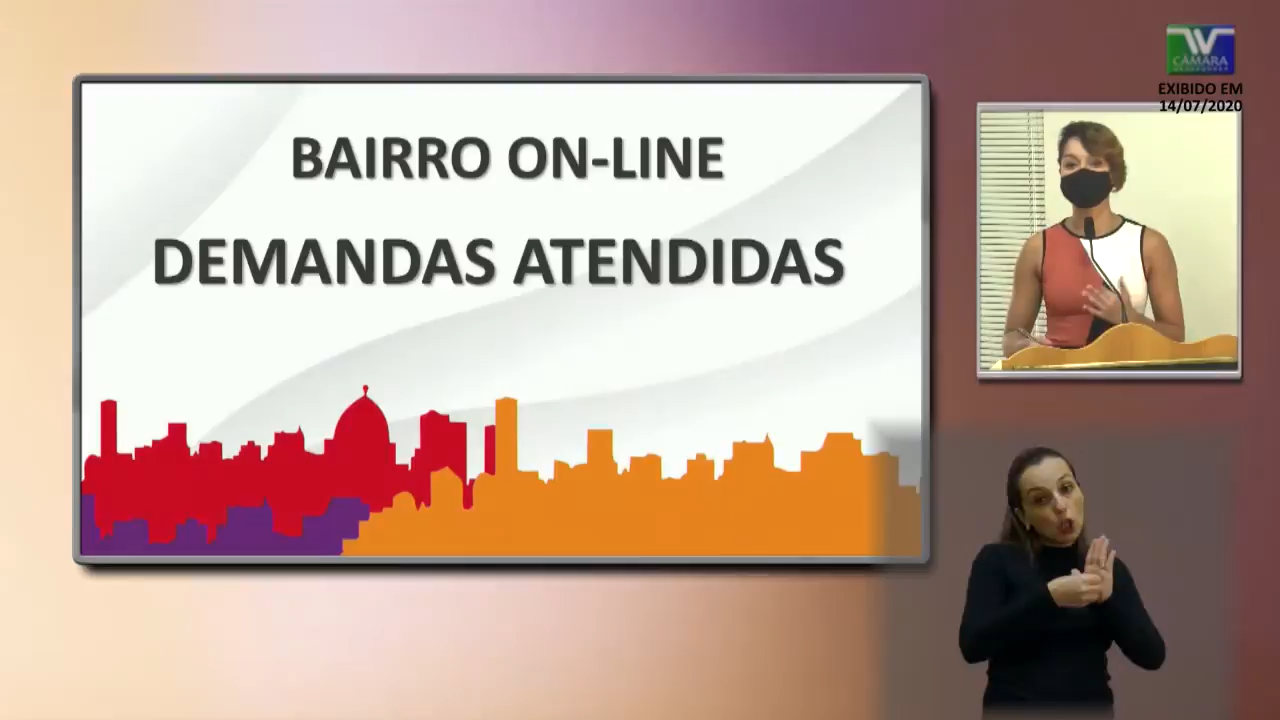 BAIRRO ON-LINE
DEMANDAS ATENDIDAS
CÂMARA
EXIBIDO EM
14/07/2020